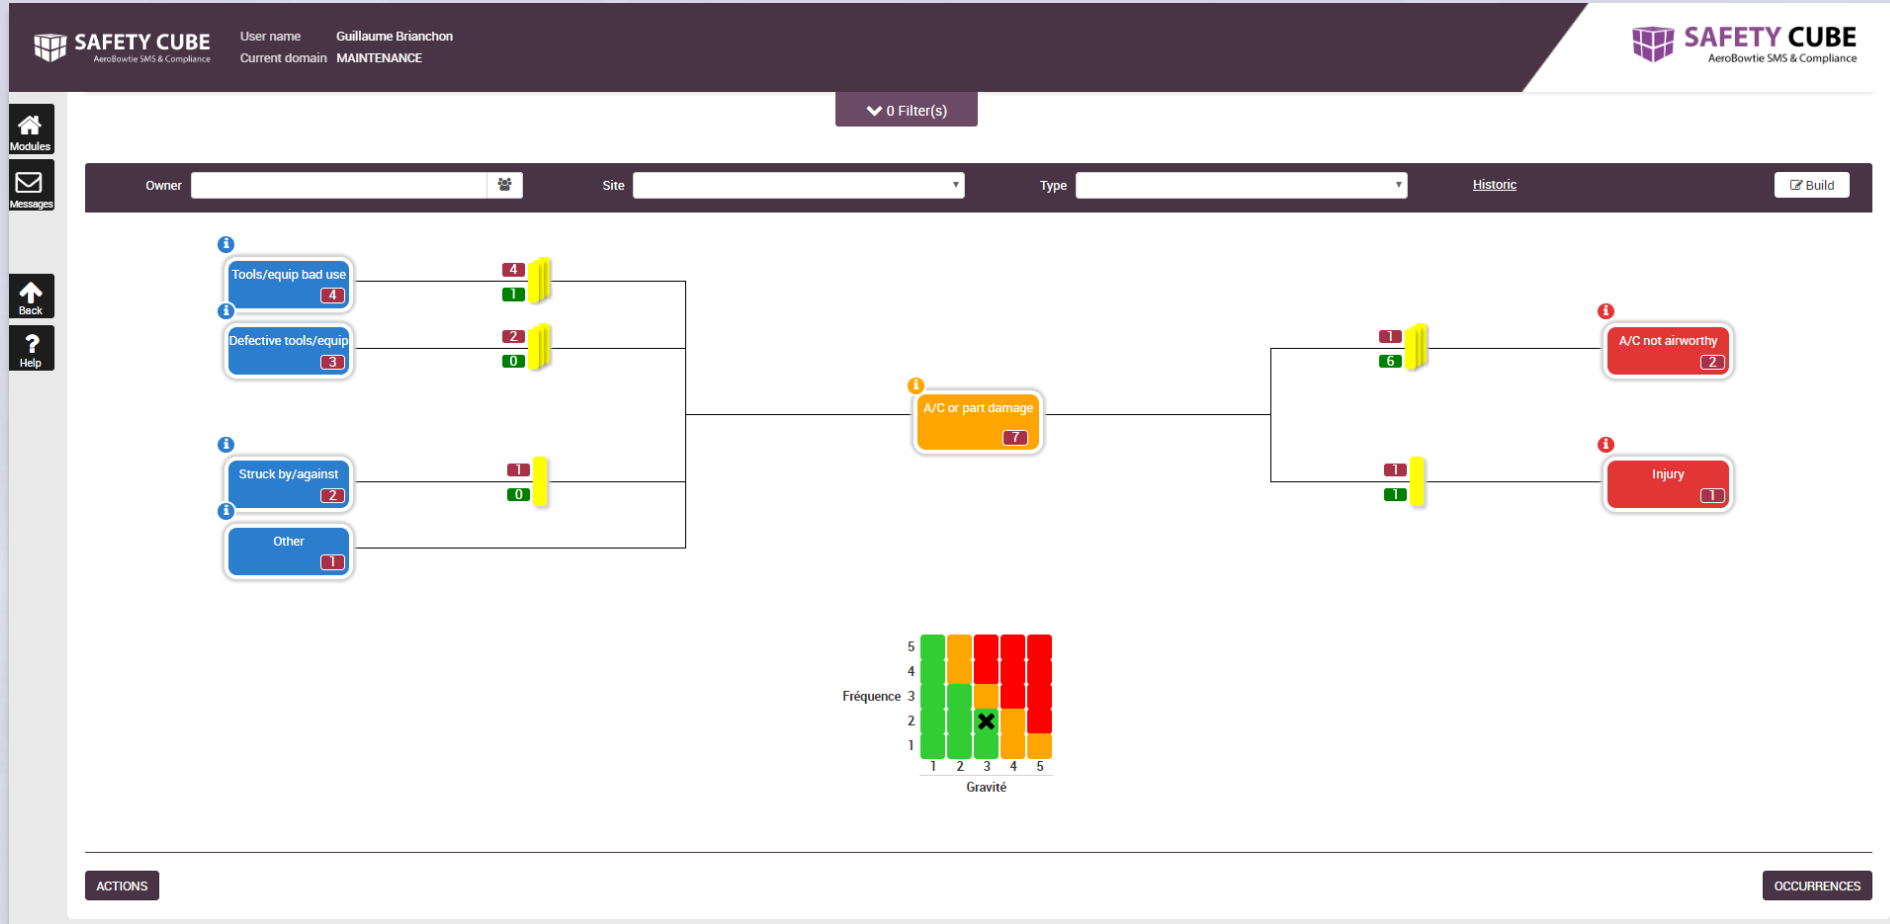 SAFETY CUBE
AeroBowtie SMS & Compliance
User name Guillaume Brianchon
Current domain MAINTENANCE
SAFETY CUBE
AeroBowtie SMS & Compliance
0 Filter(s)
Modules
Messages
Back
? Help
Owner
Site
Type
Historic
Build
Tools/equip bad use
4
4
1
Defective tools/equip
3
2
0
Struck by/against
2
1
0
Other
1
A/C or part damage
7
1
6
A/C not airworthy
2
1
1
Injury
1
5
4
Fréquence 3
2
1
1 2 3 4 5
Gravité
ACTIONS
OCCURRENCES